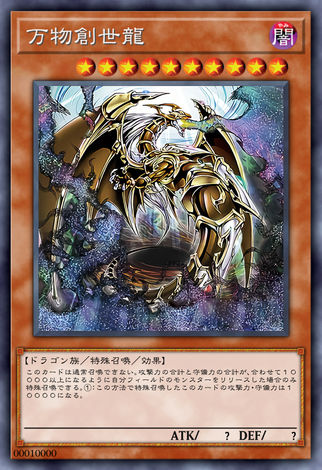 万物創世龍
闇
やみ
【ドラゴン族／特殊召喚／効果】
このカードは通常召喚できない。攻撃力の合計と守備力の合計が、合わせて１０
０００以上になるように自分フィールドのモンスターをリリースした場合のみ
特殊召喚できる。①：この方法で特殊召喚したこのカードの攻撃力・守備力は１
００００になる。
ATK/ ? DEF/ ?
00010000